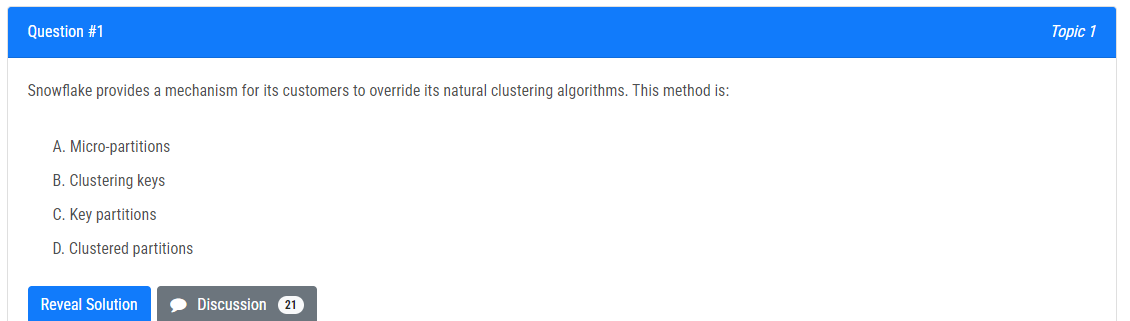 Question #1 Topic 1
Snowflake provides a mechanism for its customers to override its natural clustering algorithms. This method is:
A. Micro-partitions
B. Clustering keys
C. Key partitions
D. Clustered partitions
Reveal Solution Discussion 21